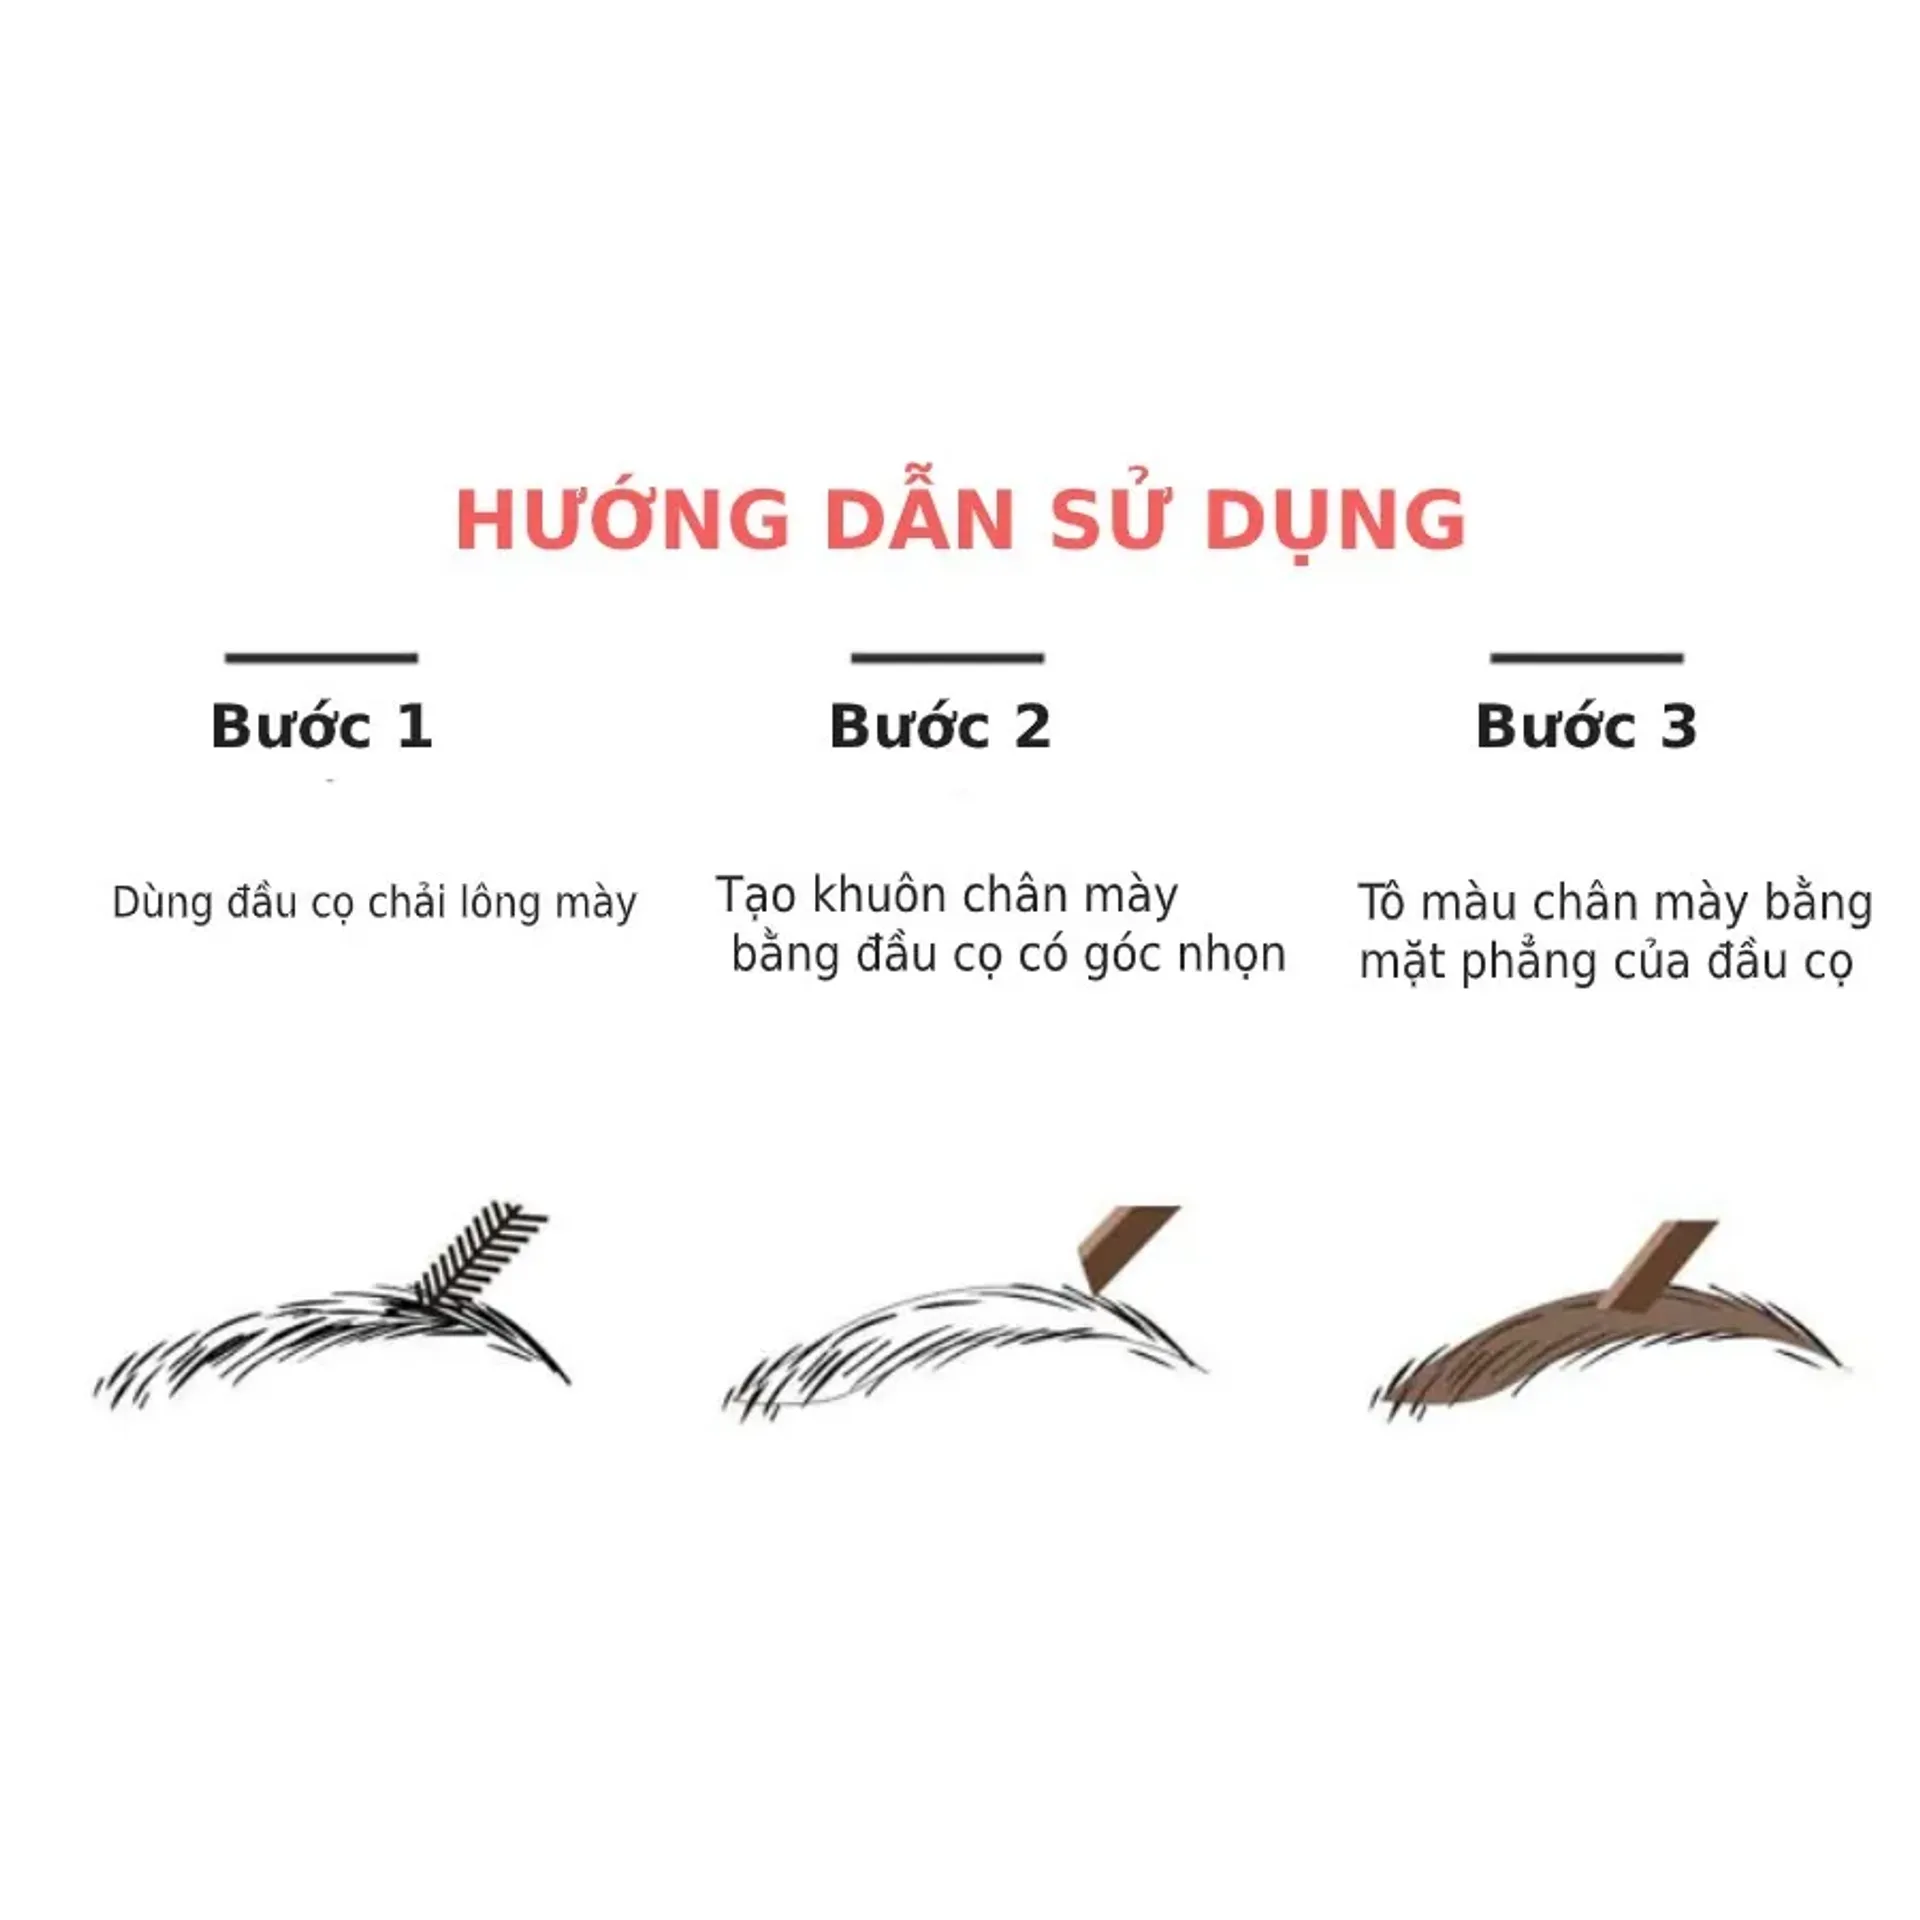 HƯỚNG DẪN SỬ DỤNG
Bước 1
Dùng đầu cọ chải lông mày
Bước 2
Tạo khuôn chân mày
bằng đầu cọ có góc nhọn
Bước 3
Tô màu chân mày bằng
mặt phẳng của đầu cọ